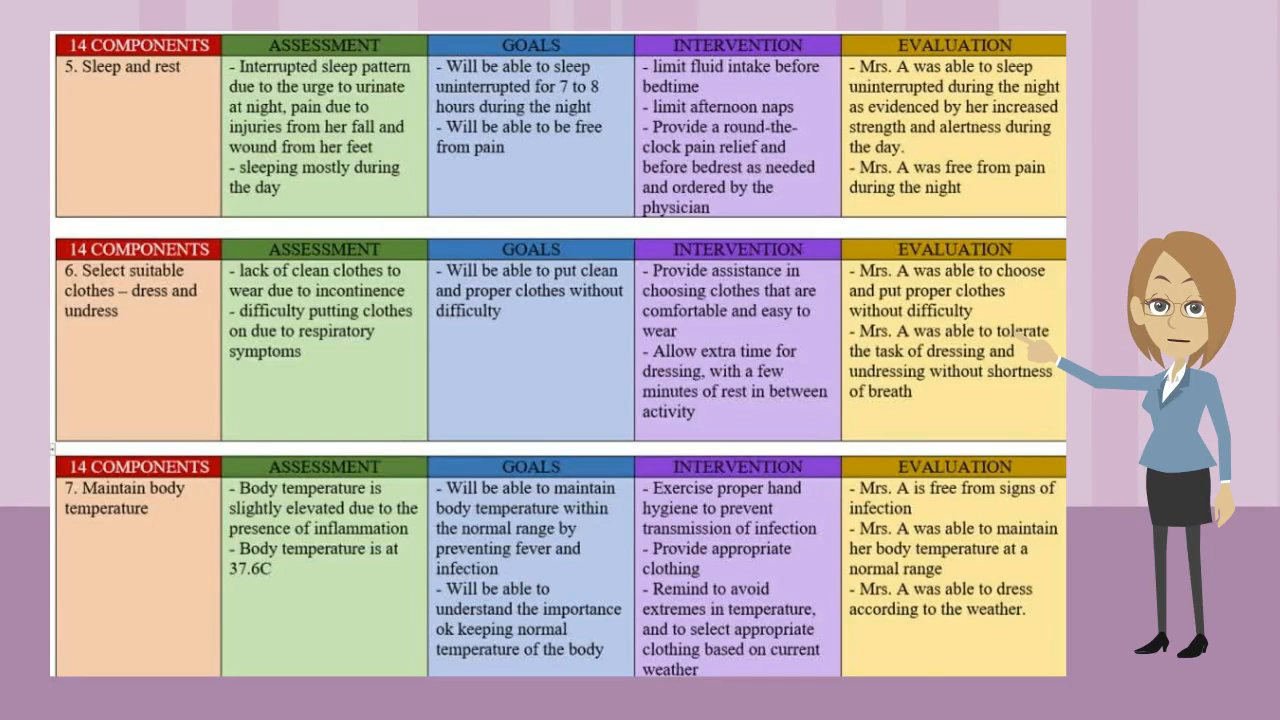 14 COMPONENTS ASSESSMENT GOALS INTERVENTION EVALUATION
5. Sleep and rest
- Interrupted sleep pattern
due to the urge to urinate
at night, pain due to
injuries from her fall and
wound from her feet
- sleeping mostly during
the day
- Will be able to sleep
uninterrupted for 7 to 8
hours during the night
- Will be able to be free
from pain
- limit fluid intake before
bedtime
- limit afternoon naps
- Provide a round-the-
clock pain relief and
before bedrest as needed
and ordered by the
physician
- Mrs. A was able to sleep
uninterrupted during the night
as evidenced by her increased
strength and alertness during
the day.
- Mrs. A was free from pain
during the night
14 COMPONENTS ASSESSMENT GOALS INTERVENTION EVALUATION
6. Select suitable
clothes – dress and
undress
- lack of clean clothes to
wear due to incontinence
- difficulty putting clothes
on due to respiratory
symptoms
- Will be able to put clean
and proper clothes without
difficulty
- Provide assistance in
choosing clothes that are
comfortable and easy to
wear
- Allow extra time for
dressing, with a few
minutes of rest in between
activity
- Mrs. A was able to choose
and put proper clothes
without difficulty
- Mrs. A was able to tolerate
the task of dressing and
undressing without shortness
of breath
14 COMPONENTS ASSESSMENT GOALS INTERVENTION EVALUATION
7. Maintain body
temperature
- Body temperature is
slightly elevated due to the
presence of inflammation
- Body temperature is at
37.6C
- Will be able to maintain
body temperature within
the normal range by
preventing fever and
infection
- Will be able to
understand the importance
ok keeping normal
temperature of the body
- Exercise proper hand
hygiene to prevent
transmission of infection
- Provide appropriate
clothing
- Remind to avoid
extremes in temperature,
and to select appropriate
clothing based on current
weather
- Mrs. A is free from signs of
infection
- Mrs. A was able to maintain
her body temperature at a
normal range
- Mrs. A was able to dress
according to the weather.